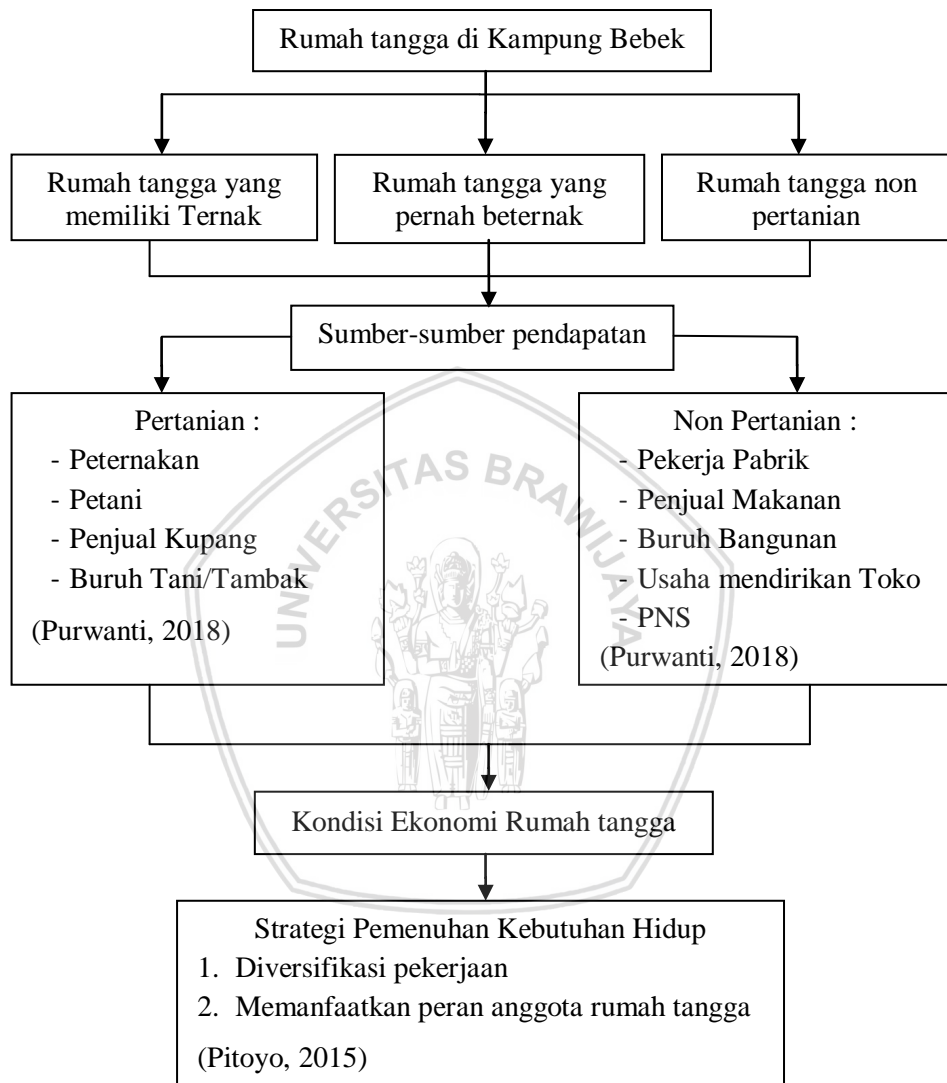 Rumah tangga di Kampung Bebek
Rumah tangga yang
memiliki Ternak
Rumah tangga yang
pernah beternak
Rumah tangga non
pertanian
Sumber-sumber pendapatan
Pertanian :
- Peternakan
- Petani
- Penjual Kupang
- Buruh Tani/Tambak
(Purwanti, 2018)
Non Pertanian :
- Pekerja Pabrik
- Penjual Makanan
- Buruh Bangunan
- Usaha mendirikan Toko
- PNS
(Purwanti, 2018)
UNIVERSITAS BRAWIJAYA
Kondisi Ekonomi Rumah tangga
Strategi Pemenuhan Kebutuhan Hidup
1. Diversifikasi pekerjaan
2. Memanfaatkan peran anggota rumah tangga
(Pitoyo, 2015)